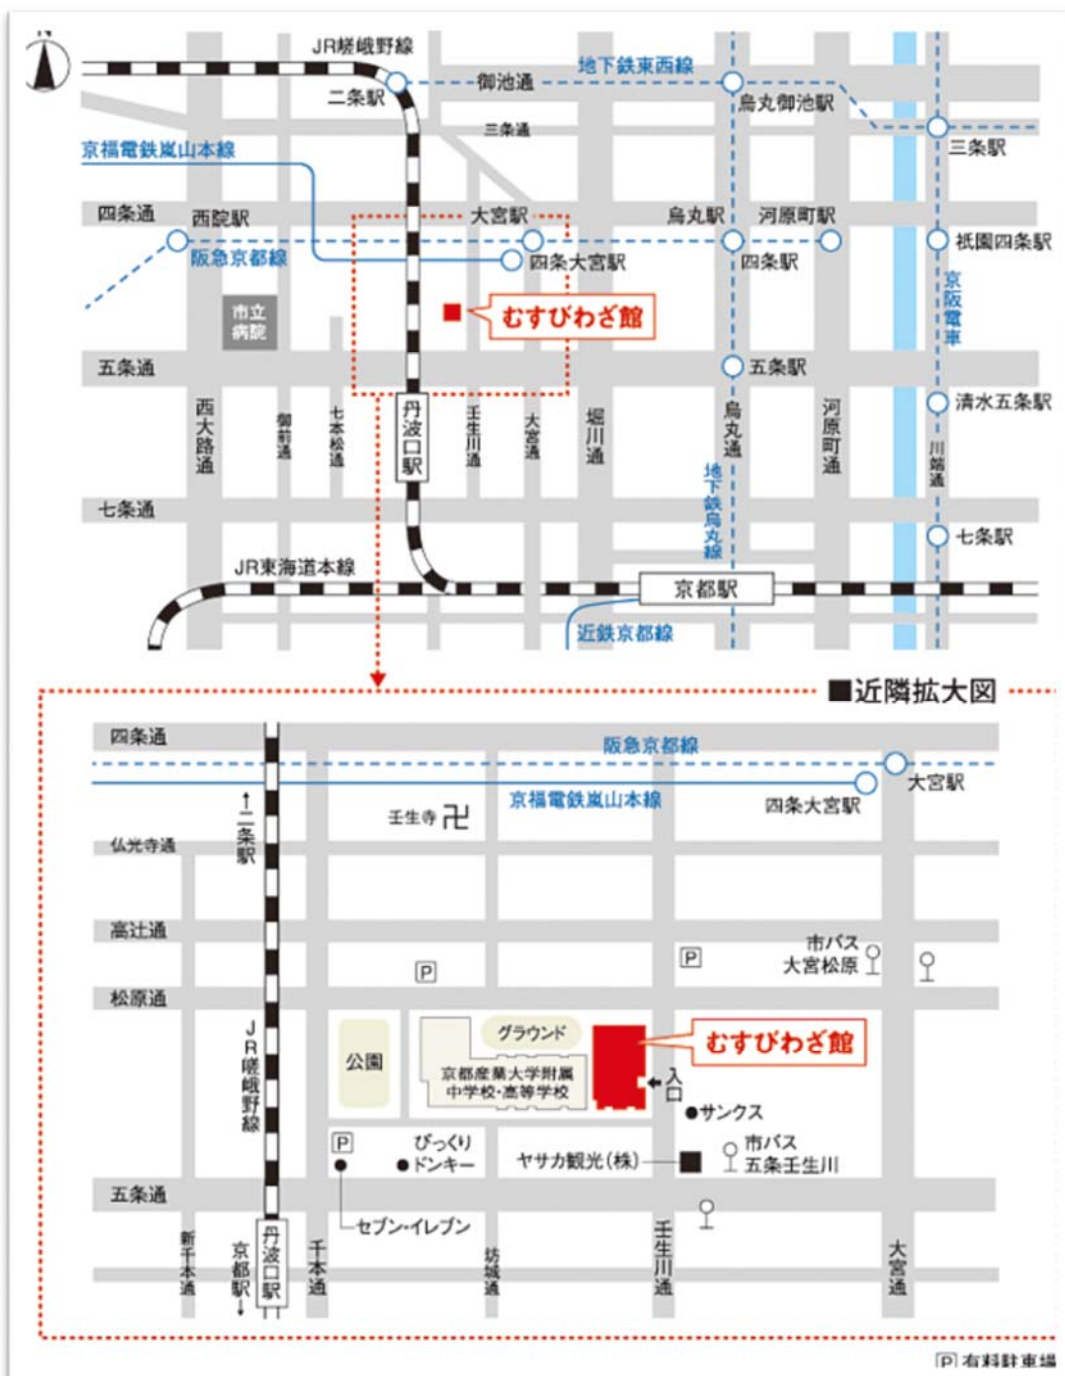 N
JR嵯峨野線
地下鉄東西線
御池通
二条駅
烏丸御池駅
三条通
三条駅
京福電鉄嵐山本線
四条通
西院駅
大宮駅
烏丸駅
河原町駅
阪急京都線
四条大宮駅
四条駅
祇園四条駅
市立
病院
むすびわざ館
京阪電車
五条通
五条駅
清水五条駅
西大路通
御前通
七本松通
丹波口駅
壬生川通
大宮通
堀川通
烏丸通
河原町通
川端通
地下鉄烏丸線
七条通
七条駅
JR東海道本線
京都駅
近鉄京都線
■近隣拡大図
四条通
阪急京都線
大宮駅
京福電鉄嵐山本線
四条大宮駅
←二条駅
壬生寺卍
仏光寺通
高辻通
市バス
大宮松原
P
P
松原通
JR嵯峨野線
公園
グラウンド
むすびわざ館
京都産業大学附属
中学校・高等学校
←入口
●サンクス
P
びっくり
●ドンキー
ヤサカ観光(株)
市バス
五条壬生川
五条通
セブン・イレブン
新千本通
京都駅→
丹波口駅
千本通
坊城通
壬生川通
大宮通
P 有料駐車場